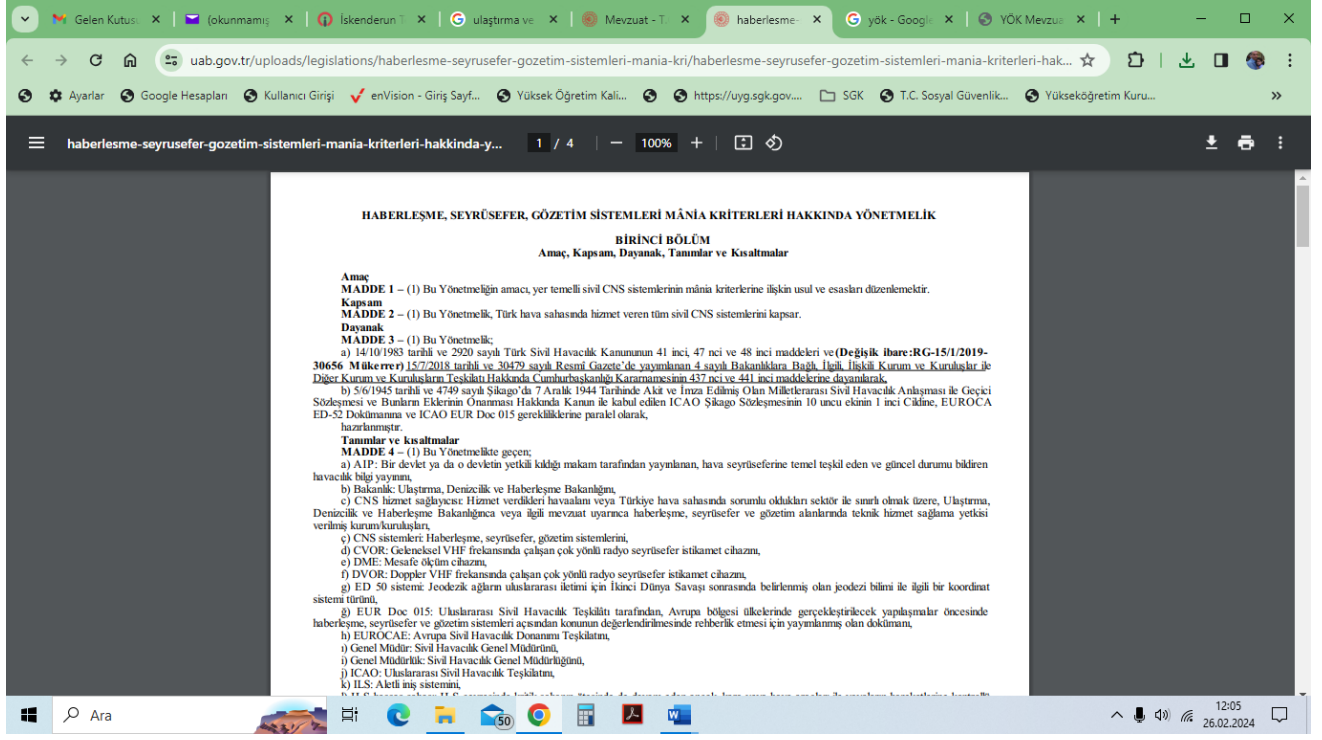 Gelen Kutusu
(okunmamış
İskenderun T
ulaştırma ve
Mevzuat - T.
haberlesme-
yök - Google
YÖK Mevzua
uab.gov.tr/uploads/legislations/haberlesme-seyrusefer-gozetim-sistemleri-mania-kri/haberlesme-seyrusefer-gozetim-sistemleri-mania-kriterleri-hak...
Ayarlar
Google Hesapları
Kullanıcı Girişi
enVision - Giriş Sayf...
Yüksek Öğretim Kali...
https://uyg.sgk.gov....
SGK
T.C. Sosyal Güvenlik...
Yükseköğretim Kuru...
haberlesme-seyrusefer-gozetim-sistemleri-mania-kriterleri-hakkinda-y...
1 / 4
100%
HABERLEŞME, SEYRÜSEFER, GÖZETİM SİSTEMLERİ MÂNİA KRİTERLERİ HAKKINDA YÖNETMELİK
BİRİNCİ BÖLÜM
Amaç, Kapsam, Dayanak, Tanımlar ve Kısaltmalar
Amaç
MADDE 1 – (1) Bu Yönetmeliğin amacı, yer temelli sivil CNS sistemlerinin mânia kriterlerine ilişkin usul ve esasları düzenlemektir.
Kapsam
MADDE 2 – (1) Bu Yönetmelik, Türk hava sahasında hizmet veren tüm sivil CNS sistemlerini kapsar.
Dayanak
MADDE 3 – (1) Bu Yönetmelik;
a) 14/10/1983 tarihli ve 2920 sayılı Türk Sivil Havacılık Kanununun 41 inci, 47 nci ve 48 inci maddeleri ve (Değişik ibare:RG-15/1/2019-
30656 Mükerrer) 15/7/2018 tarihli ve 30479 sayılı Resmî Gazete’de yayımlanan 4 sayılı Bakanlıklara Bağlı, İlgili, İlişkili Kurum ve Kuruluşlar ile
Diğer Kurum ve Kuruluşların Teşkilatı Hakkında Cumhurbaşkanlığı Kararnamesinin 437 nci ve 441 inci maddelerine dayanılarak,
b) 5/6/1945 tarihli ve 4749 sayılı Şikago’da 7 Aralık 1944 Tarihinde Akit ve İmza Edilmiş Olan Milletlerarası Sivil Havacılık Anlaşması ile Geçici
Sözleşmesi ve Bunların Eklerinin Onanması Hakkında Kanun ile kabul edilen ICAO Şikago Sözleşmesinin 10 uncu ekinin 1 inci Cildine, EUROCA
ED-52 Dokümanına ve ICAO EUR Doc 015 gerekliliklerine paralel olarak,
hazırlanmıştır.
Tanımlar ve kısaltmalar
MADDE 4 – (1) Bu Yönetmelikte geçen;
a) AIP: Bir devlet ya da o devletin yetkili kıldığı makam tarafından yayınlanan, hava seyrüseferine temel teşkil eden ve güncel durumu bildiren
havacılık bilgi yayınını,
b) Bakanlık: Ulaştırma, Denizcilik ve Haberleşme Bakanlığını,
c) CNS hizmet sağlayıcısı: Hizmet verdikleri havaalanı veya Türkiye hava sahasında sorumlu oldukları sektör ile sınırlı olmak üzere, Ulaştırma,
Denizcilik ve Haberleşme Bakanlığınca veya ilgili mevzuat uyarınca haberleşme, seyrüsefer ve gözetim alanlarında teknik hizmet sağlama yetkisi
verilmiş kurum/kuruluşları,
ç) CNS sistemleri: Haberleşme, seyrüsefer, gözetim sistemlerini,
d) CVOR: Geleneksel VHF frekansında çalışan çok yönlü radyo seyrüsefer istikamet cihazını,
e) DME: Mesafe ölçüm cihazını,
f) DVOR: Doppler VHF frekansında çalışan çok yönlü radyo seyrüsefer istikamet cihazını,
g) ED 50 sistemi: Jeodezik ağların uluslararası iletimi için İkinci Dünya Savaşı sonrasında belirlenmiş olan jeodezi bilimi ile ilgili bir koordinat
sistemi türünü,
ğ) EUR Doc 015: Uluslararası Sivil Havacılık Teşkilâtı tarafından, Avrupa bölgesi ülkelerinde gerçekleştirilecek yapılaşmalar öncesinde
haberleşme, seyrüsefer ve gözetim sistemleri açısından konunun değerlendirilmesinde rehberlik etmesi için yayımlanmış olan dokümanı,
h) EUROCAE: Avrupa Sivil Havacılık Donanımı Teşkilatını,
ı) Genel Müdür: Sivil Havacılık Genel Müdürünü,
i) Genel Müdürlük: Sivil Havacılık Genel Müdürlüğünü,
j) ICAO: Uluslararası Sivil Havacılık Teşkilatını,
k) ILS: Aletli iniş sistemini,
Ara
50
12:05
26.02.2024